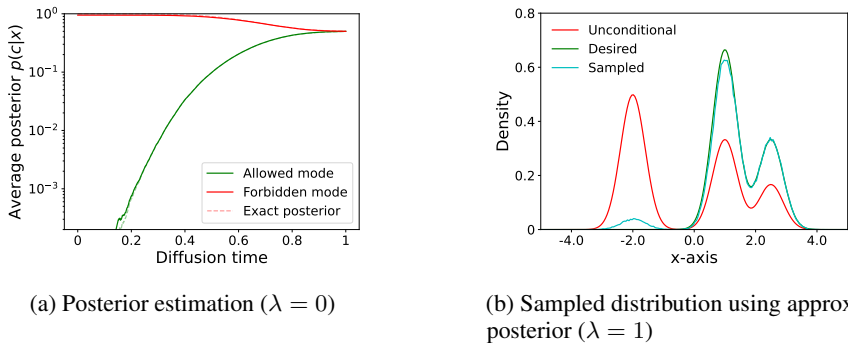 Average posterior p(c|x)
10⁰
10⁻¹
10⁻²
10⁻³
0 0.2 0.4 0.6 0.8 1
Diffusion time
Allowed mode
Forbidden mode
Exact posterior
(a) Posterior estimation (λ = 0)
Density
0.8
0.6
0.4
0.2
0
-4.0 -2.0 0.0 2.0 4.0
x-axis
Unconditional
Desired
Sampled
(b) Sampled distribution using approx
posterior (λ = 1)